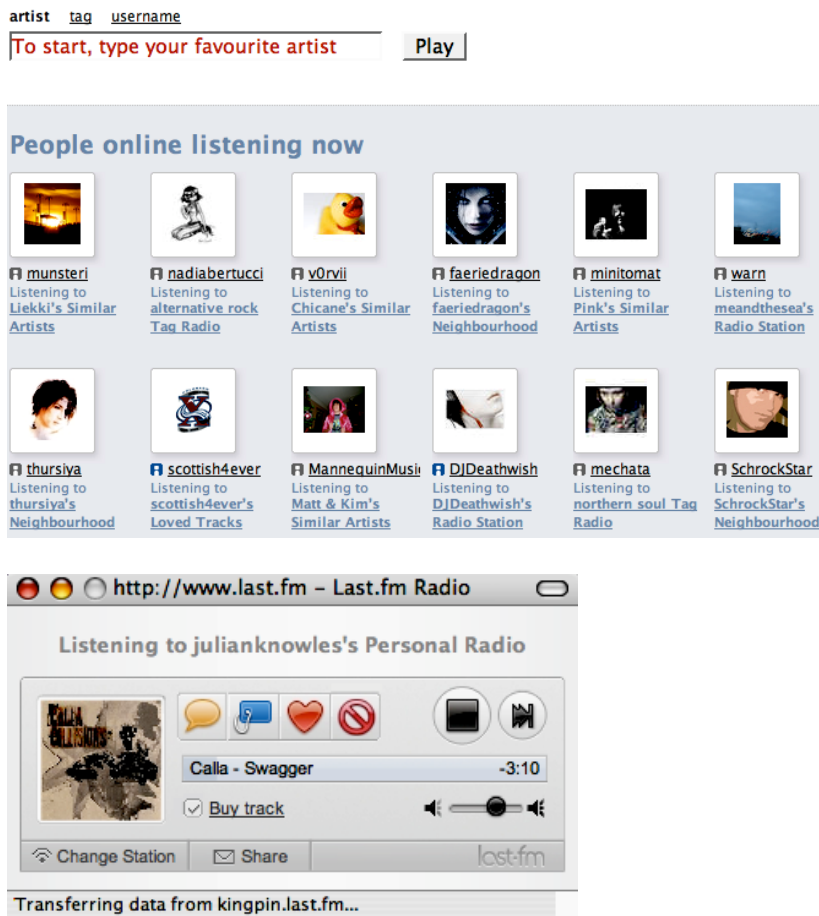 artist tag username
To start, type your favourite artist Play
People online listening now
munsteri nadiabertucci v0rvii faeriedragon minitomat warn
Listening to Listening to Listening to Listening to Listening to Listening to
Liekki's Similar alternative rock Chicane's Similar faeriedragon's Pink's Similar meandthesea's
Artists Tag Radio Artists Neighbourhood Artists Radio Station
thursiya scottish4ever MannequinMusi DJDeathwish mechata SchrockStar
Listening to Listening to Listening to Listening to Listening to Listening to
thursiya's scottish4ever's Matt & Kim's DJDeathwish's northern soul Tag SchrockStar's
Neighbourhood Loved Tracks Similar Artists Radio Station Radio Neighbourhood
http://www.last.fm – Last.fm Radio
Listening to julianknowles's Personal Radio
CALLA
COLLISIONS
Calla - Swagger -3:10
Buy track
Change Station Share last·fm
Transferring data from kingpin.last.fm...